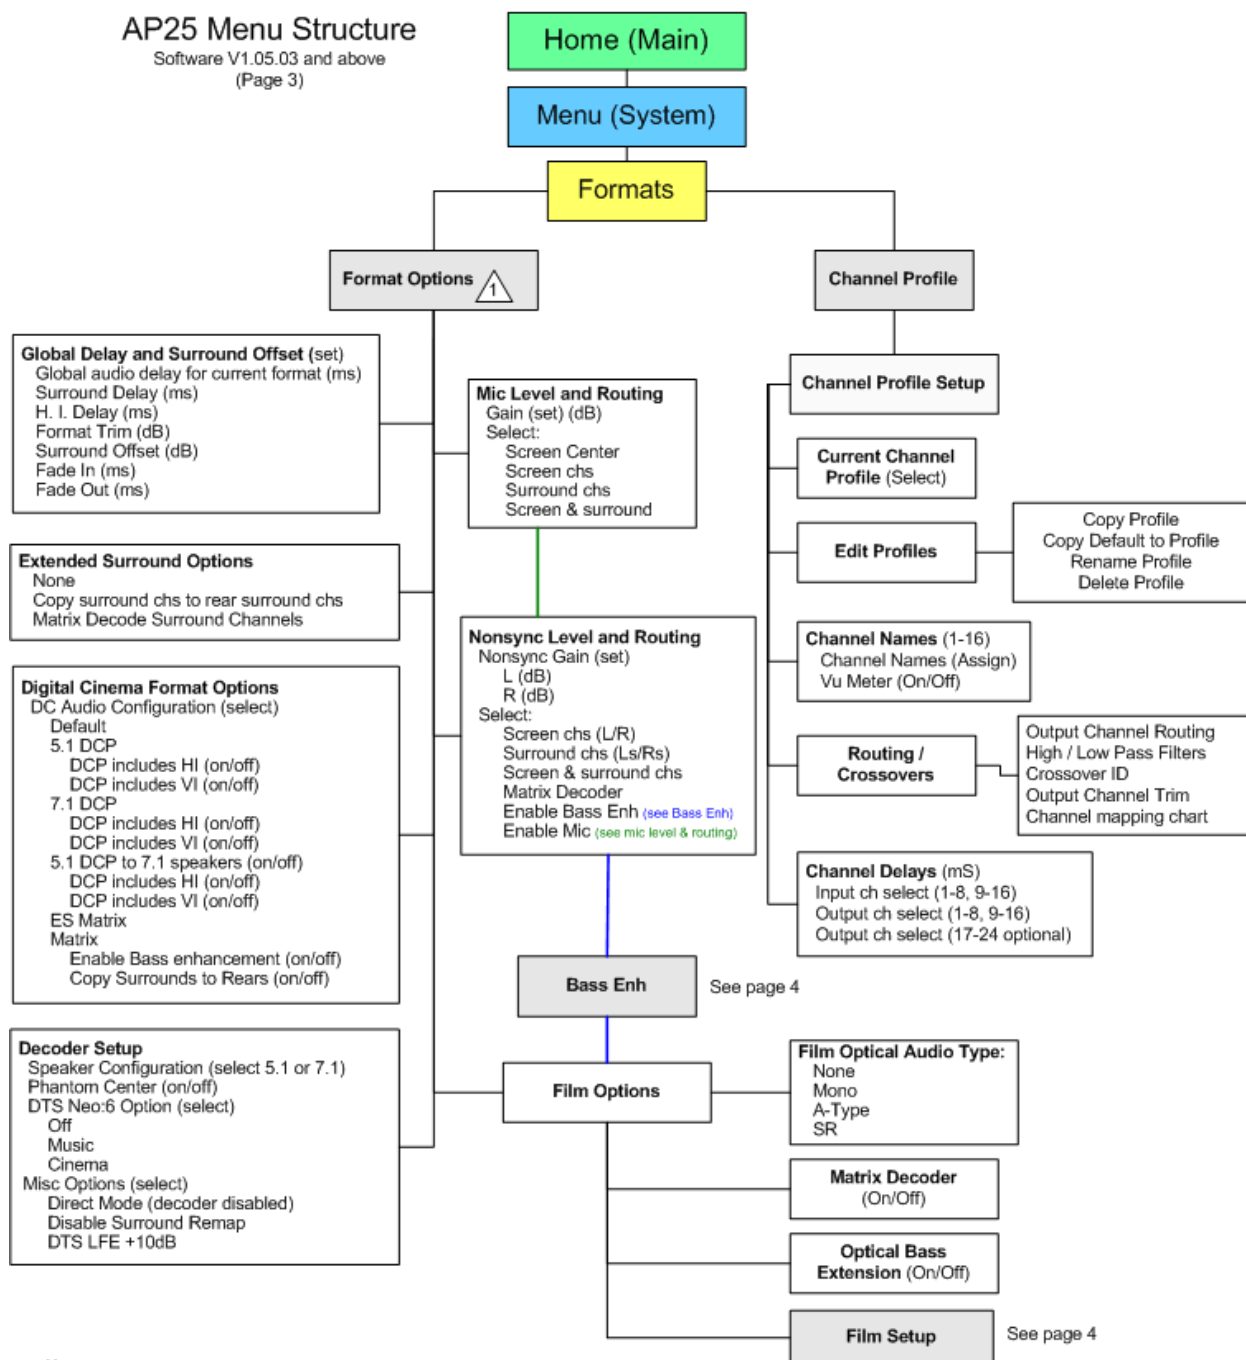 AP25 Menu Structure
Software V1.05.03 and above
(Page 3)
Home (Main)
Menu (System)
Formats
Format Options
1
Channel Profile
Global Delay and Surround Offset (set)
Global audio delay for current format (ms)
Surround Delay (ms)
H. I. Delay (ms)
Format Trim (dB)
Surround Offset (dB)
Fade In (ms)
Fade Out (ms)
Extended Surround Options
None
Copy surround chs to rear surround chs
Matrix Decode Surround Channels
Digital Cinema Format Options
DC Audio Configuration (select)
Default
5.1 DCP
DCP includes HI (on/off)
DCP includes VI (on/off)
7.1 DCP
DCP includes HI (on/off)
DCP includes VI (on/off)
5.1 DCP to 7.1 speakers (on/off)
DCP includes HI (on/off)
DCP includes VI (on/off)
ES Matrix
Matrix
Enable Bass enhancement (on/off)
Copy Surrounds to Rears (on/off)
Decoder Setup
Speaker Configuration (select 5.1 or 7.1)
Phantom Center (on/off)
DTS Neo:6 Option (select)
Off
Music
Cinema
Misc Options (select)
Direct Mode (decoder disabled)
Disable Surround Remap
DTS LFE +10dB
Mic Level and Routing
Gain (set) (dB)
Select:
Screen Center
Screen chs
Surround chs
Screen & surround
Nonsync Level and Routing
Nonsync Gain (set)
L (dB)
R (dB)
Select:
Screen chs (L/R)
Surround chs (Ls/Rs)
Screen & surround chs
Matrix Decoder
Enable Bass Enh (see Bass Enh)
Enable Mic (see mic level & routing)
Bass Enh
See page 4
Film Options
Film Optical Audio Type:
None
Mono
A-Type
SR
Matrix Decoder
(On/Off)
Optical Bass
Extension (On/Off)
Film Setup
See page 4
Channel Profile Setup
Current Channel
Profile (Select)
Edit Profiles
Copy Profile
Copy Default to Profile
Rename Profile
Delete Profile
Channel Names (1-16)
Channel Names (Assign)
Vu Meter (On/Off)
Routing /
Crossovers
Output Channel Routing
High / Low Pass Filters
Crossover ID
Output Channel Trim
Channel mapping chart
Channel Delays (mS)
Input ch select (1-8, 9-16)
Output ch select (1-8, 9-16)
Output ch select (17-24 optional)